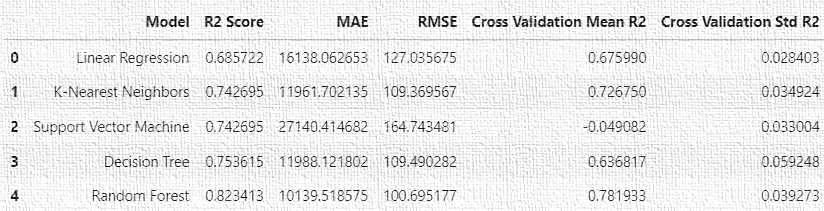 Model R2 Score MAE RMSE Cross Validation Mean R2 Cross Validation Std R2
0 Linear Regression 0.685722 16138.062653 127.035675 0.675990 0.028403
1 K-Nearest Neighbors 0.742695 11961.702135 109.369567 0.726750 0.034924
2 Support Vector Machine 0.742695 27140.414682 164.743481 -0.049082 0.033004
3 Decision Tree 0.753615 11988.121802 109.490282 0.636817 0.059248
4 Random Forest 0.823413 10139.518575 100.695177 0.781933 0.039273